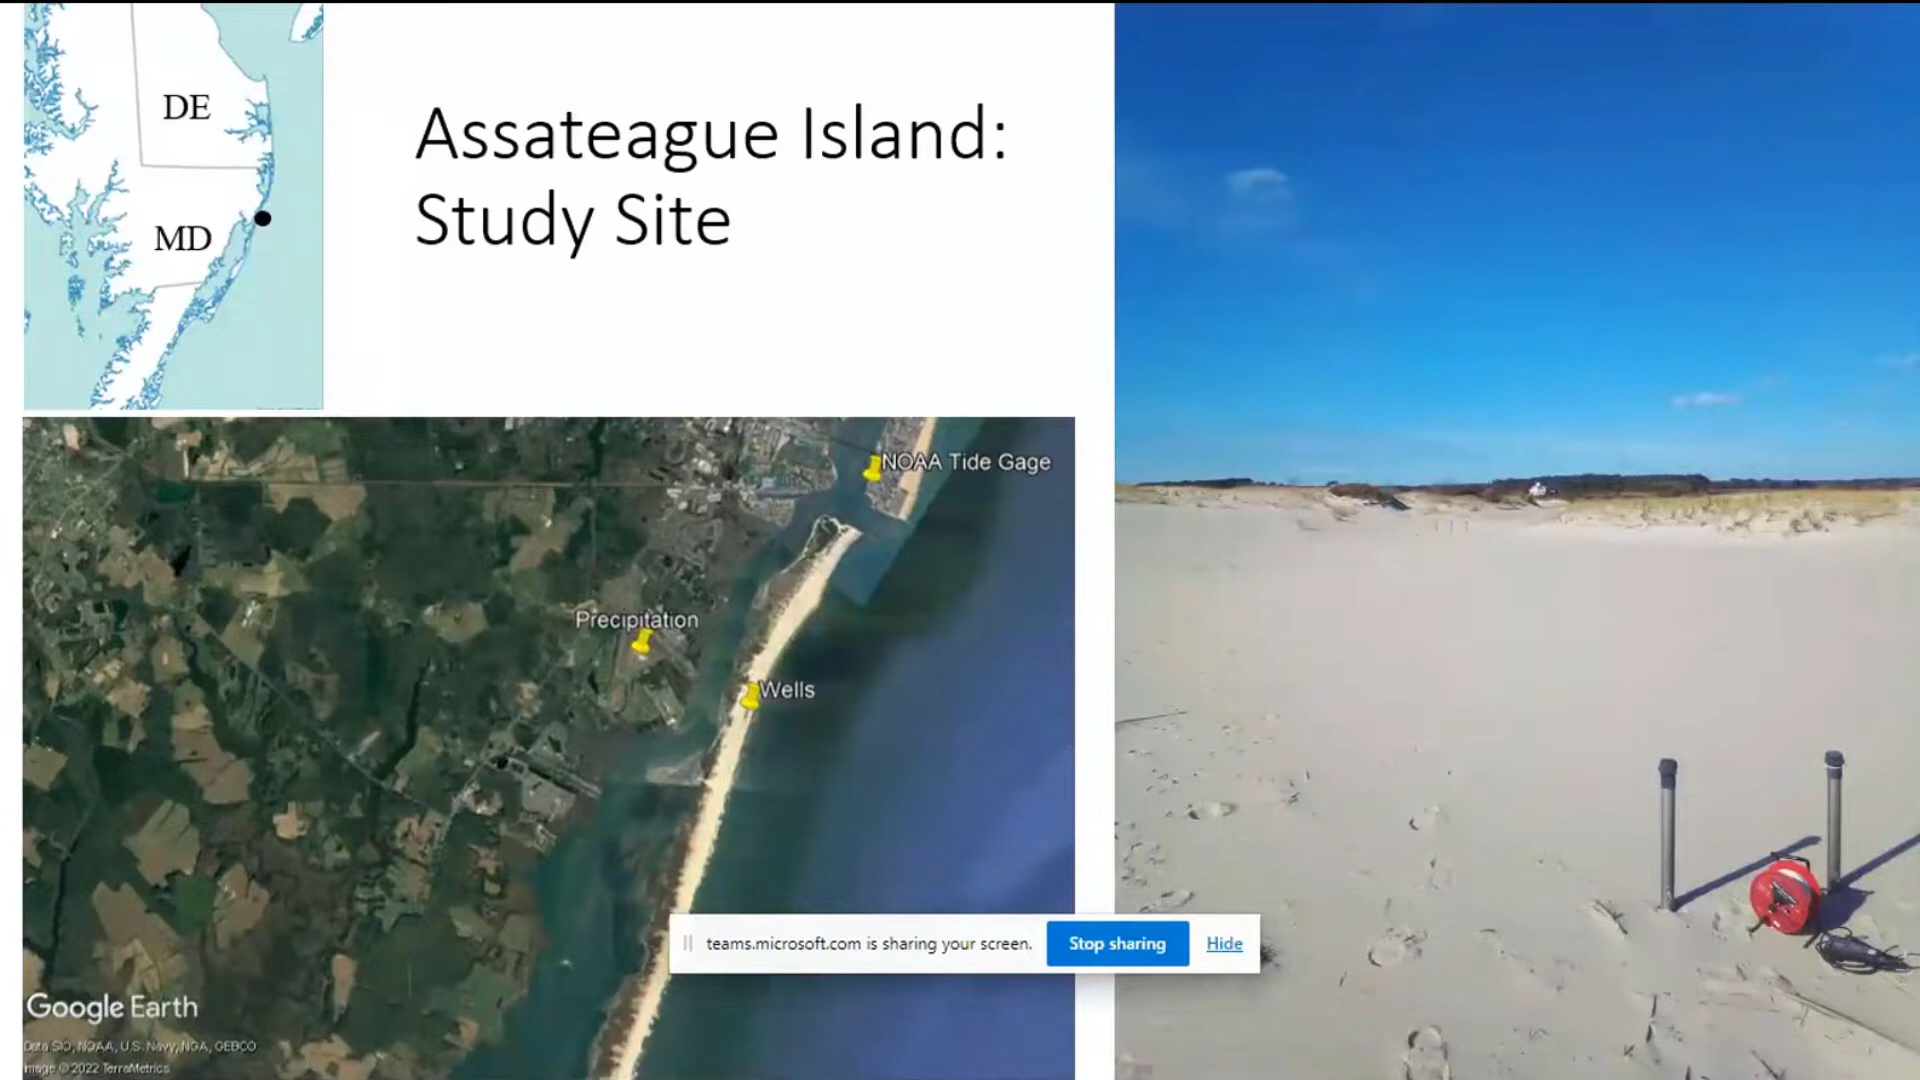 DE
MD
Assateague Island:
Study Site
NOAA Tide Gage
Precipitation
Wells
teams.microsoft.com is sharing your screen.
Stop sharing
Hide
Google Earth
Data SIO, NOAA, U.S. Navy, NGA, GEBCO
Image © 2022 TerraMetrics